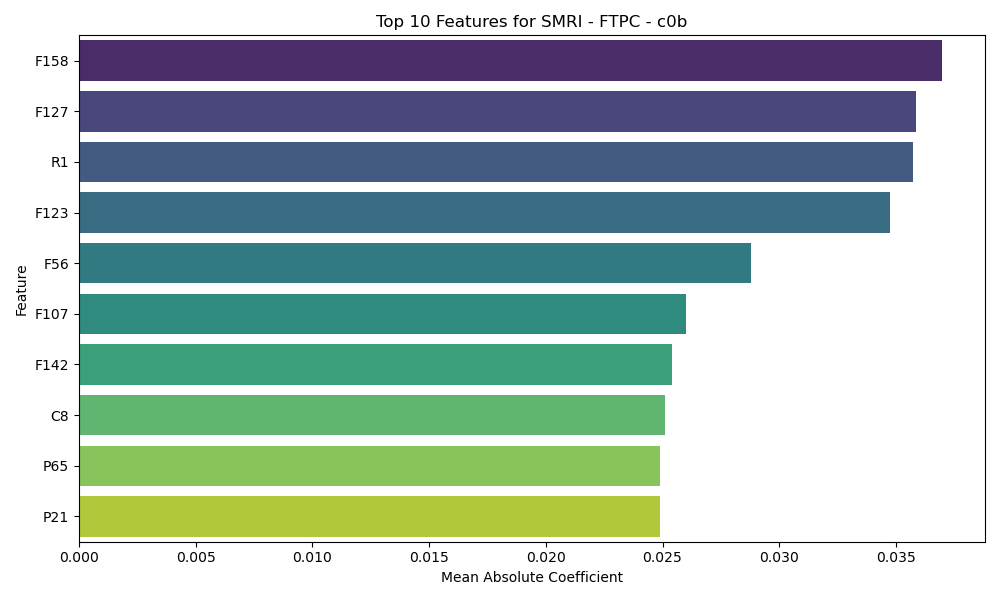 Top 10 Features for SMRI - FTPC - c0b
Feature
F158
F127
R1
F123
F56
F107
F142
C8
P65
P21
0.000 0.005 0.010 0.015 0.020 0.025 0.030 0.035
Mean Absolute Coefficient